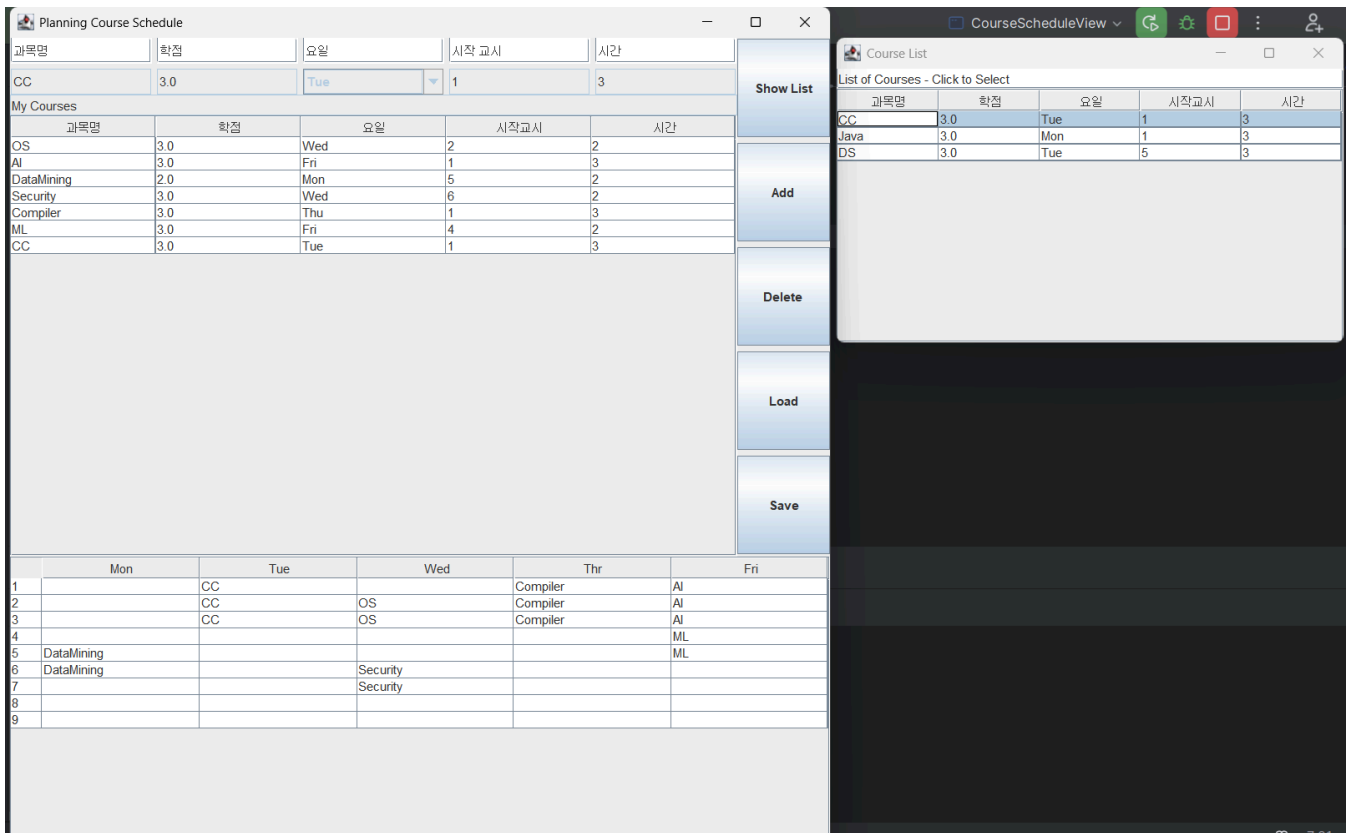 Planning Course Schedule
과목명 학점 요일 시작 교시 시간
CC 3.0 Tue 1 3
My Courses
과목명 학점 요일 시작교시 시간
OS 3.0 Wed 2 2
AI 3.0 Fri 1 3
DataMining 2.0 Mon 5 2
Security 3.0 Wed 6 2
Compiler 3.0 Thu 1 3
ML 3.0 Fri 4 2
CC 3.0 Tue 1 3
Show List
Add
Delete
Load
Save
Mon Tue Wed Thr Fri
1 CC Compiler AI
2 CC OS Compiler AI
3 CC OS Compiler AI
4 ML
5 DataMining ML
6 DataMining Security
7 Security
8
9
CourseScheduleView
Course List
List of Courses - Click to Select
과목명 학점 요일 시작교시 시간
CC 3.0 Tue 1 3
Java 3.0 Mon 1 3
DS 3.0 Tue 5 3